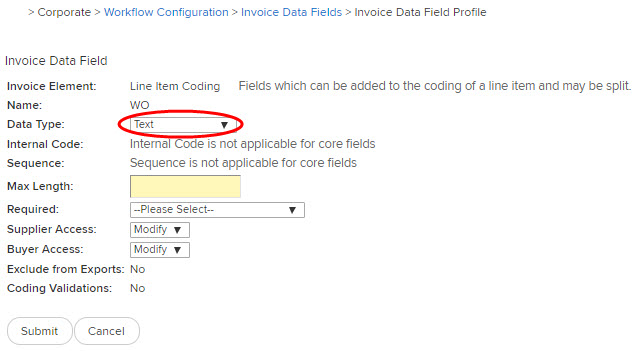 > Corporate > Workflow Configuration > Invoice Data Fields > Invoice Data Field Profile
Invoice Data Field
Invoice Element: Line Item Coding Fields which can be added to the coding of a line item and may be split.
Name: WO
Data Type: Text
Internal Code: Internal Code is not applicable for core fields
Sequence: Sequence is not applicable for core fields
Max Length:
Required: --Please Select--
Supplier Access: Modify
Buyer Access: Modify
Exclude from Exports: No
Coding Validations: No
Submit Cancel